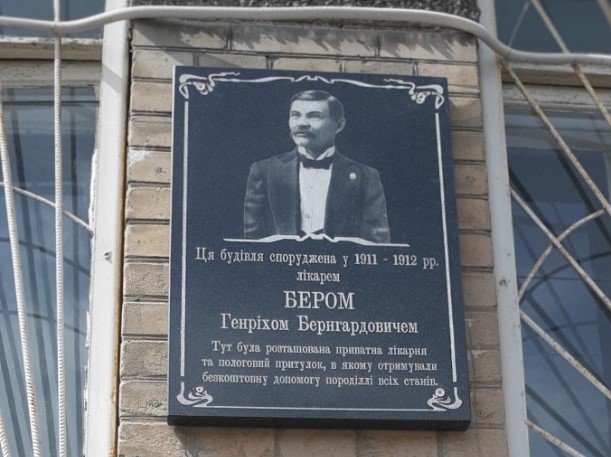 Ця будівля споруджена у 1911 - 1912 рр.
лікарем
БЕРОМ
Генріхом Бернгардовичем
Тут була розташована приватна лікарня
та пологовий притулок, в якому отримували
безкоштовну допомогу породіллі всіх станів.